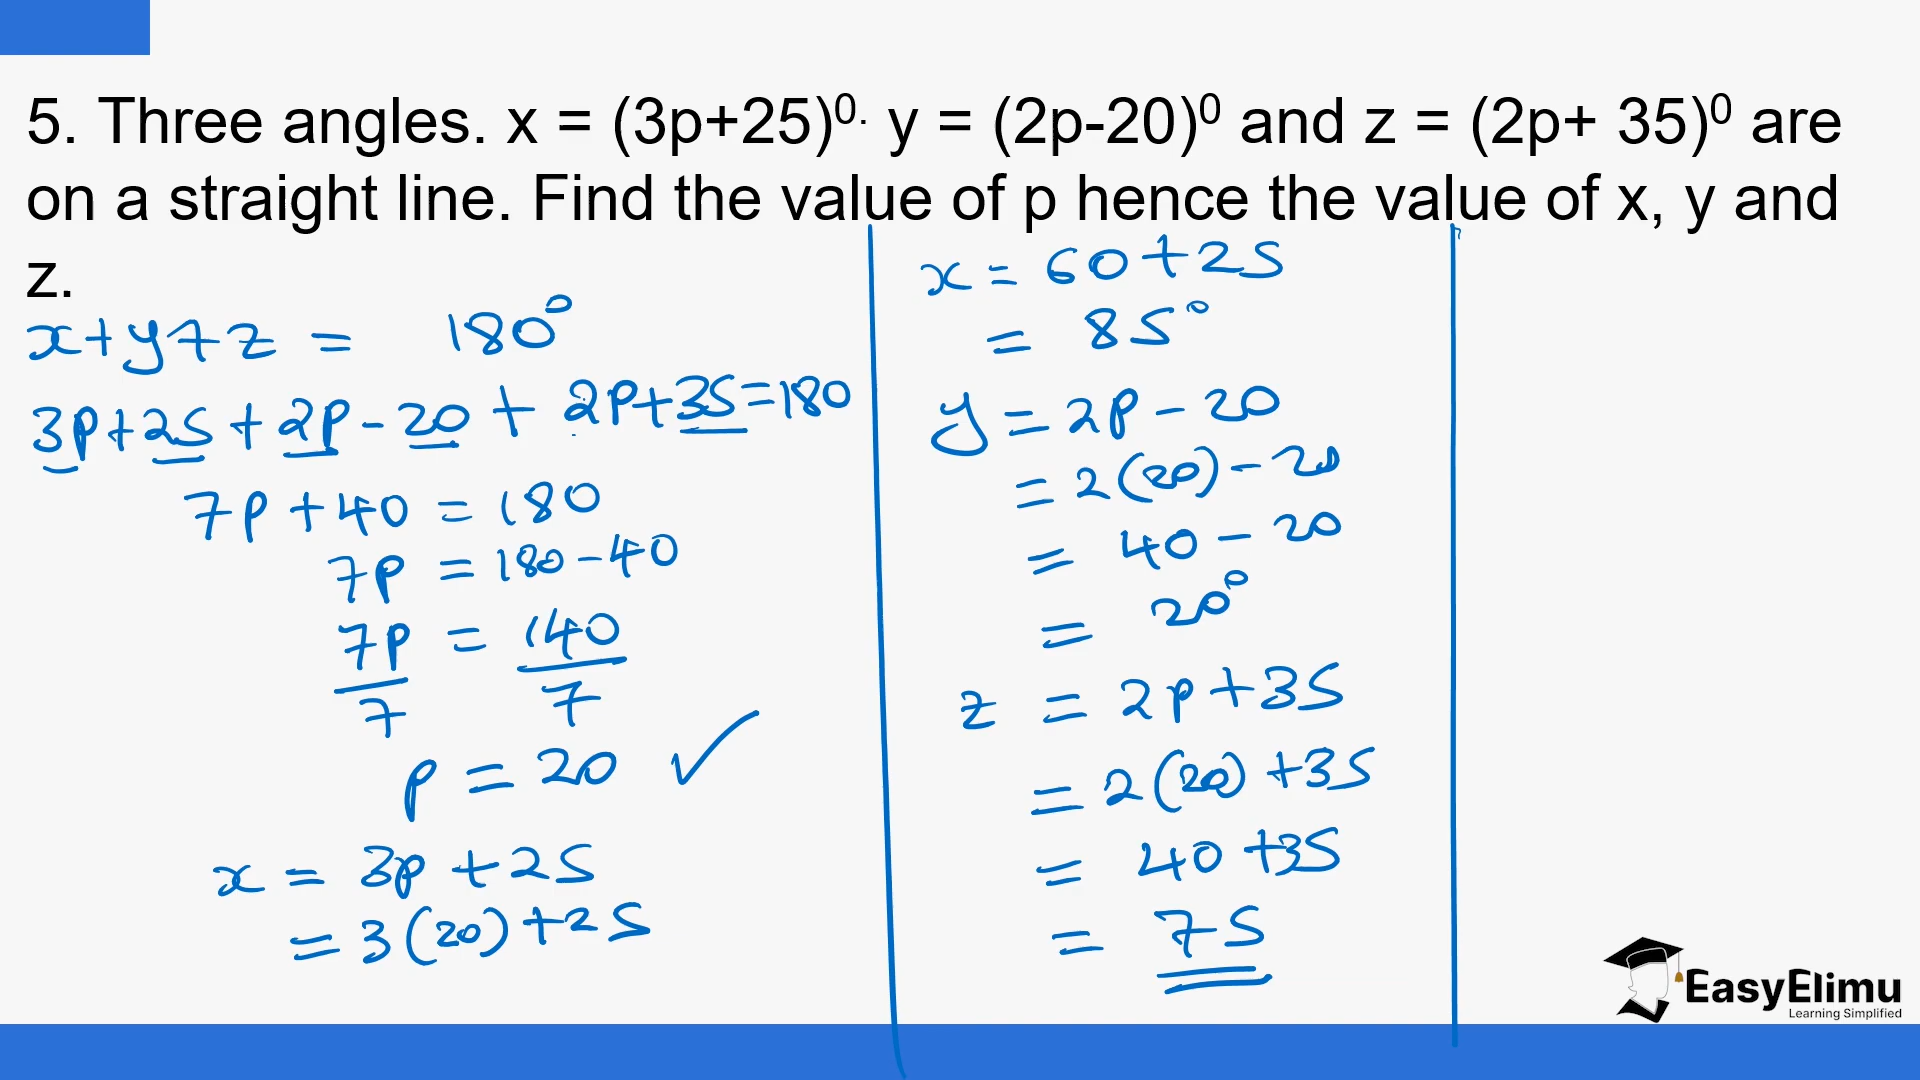 5. Three angles. x = (3p+25)⁰· y = (2p-20)⁰ and z = (2p+ 35)⁰ are
on a straight line. Find the value of p hence the value of x, y and
z.
x+y+z = 180°
3p+25+2p-20+2p+35=180
7p+40 = 180
7p = 180-40
7p/7 = 140/7
p = 20 ✓
x = 3p+25
= 3(20)+25
x = 60+25
= 85°
y = 2p-20
= 2(20)-20
= 40-20
= 20°
z = 2p+35
= 2(20)+35
= 40+35
= 75
EasyElimu
Learning Simplified